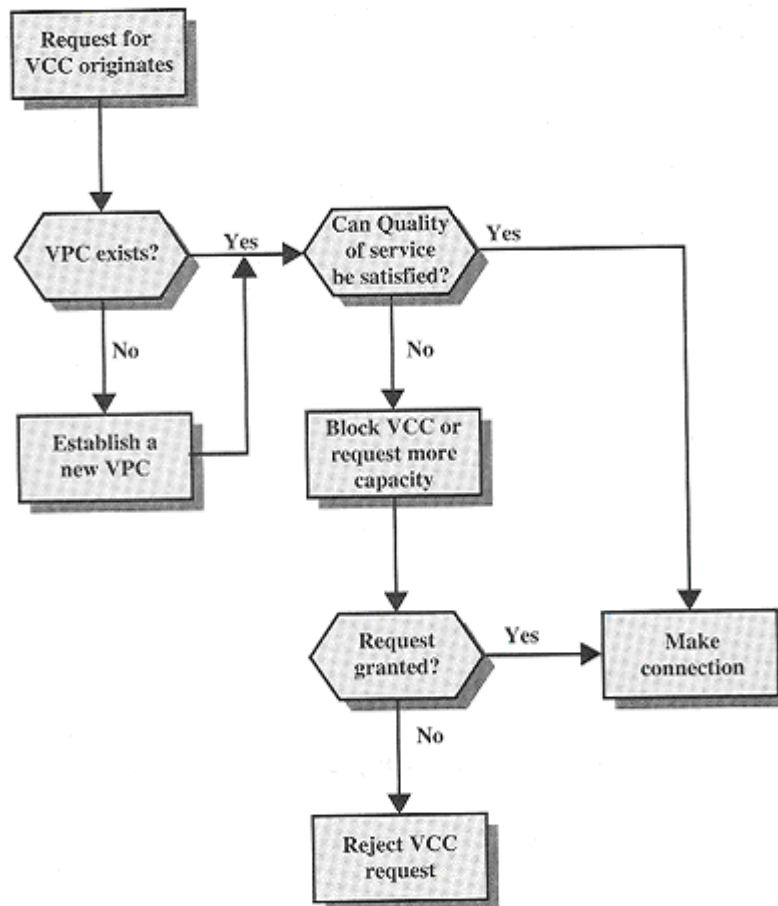 Request for
VCC originates
VPC exists?
Yes
Can Quality
of service
be satisfied?
Yes
No
No
Establish a
new VPC
Block VCC or
request more
capacity
Request
granted?
Yes
Make
connection
No
Reject VCC
request